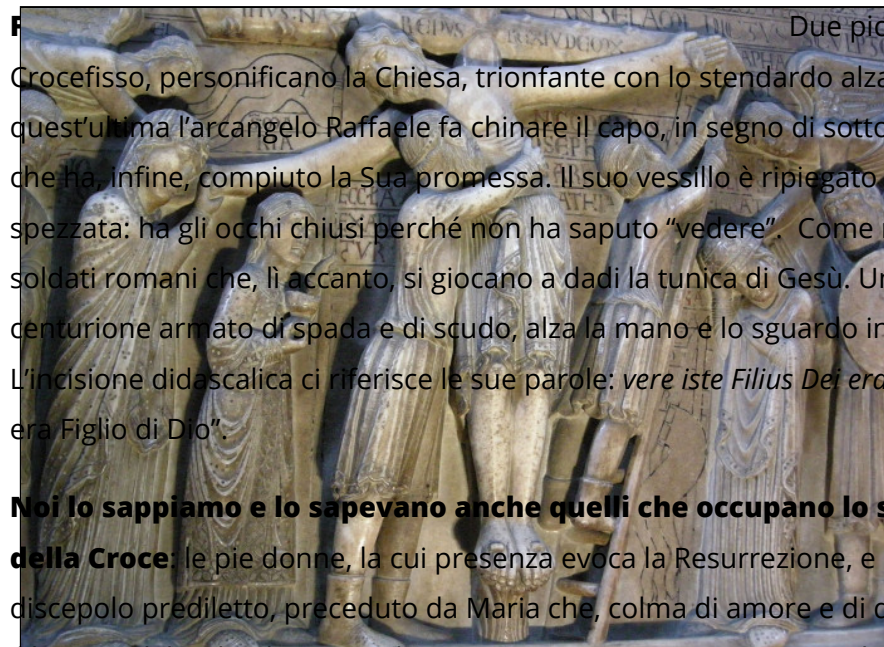 Due
Crocefisso, personificano la Chiesa, trionfante con lo stendardo
quest’ultima l’arcangelo Raffaele fa chinare il capo, in segno di
che ha, infine, compiuto la Sua promessa. Il suo vessillo è ripiegato
spezzata: ha gli occhi chiusi perché non ha saputo “vedere”. Come
soldati romani che, lì accanto, si giocano a dadi la tunica di Gesù.
centurione armato di spada e di scudo, alza la mano e lo sguardo
L’incisione didascalica ci riferisce le sue parole: vere iste Filius Dei
era Figlio di Dio”.
Noi lo sappiamo e lo sapevano anche quelli che occupano lo
della Croce: le pie donne, la cui presenza evoca la Resurrezione, e
discepolo prediletto, preceduto da Maria che, colma di amore e di